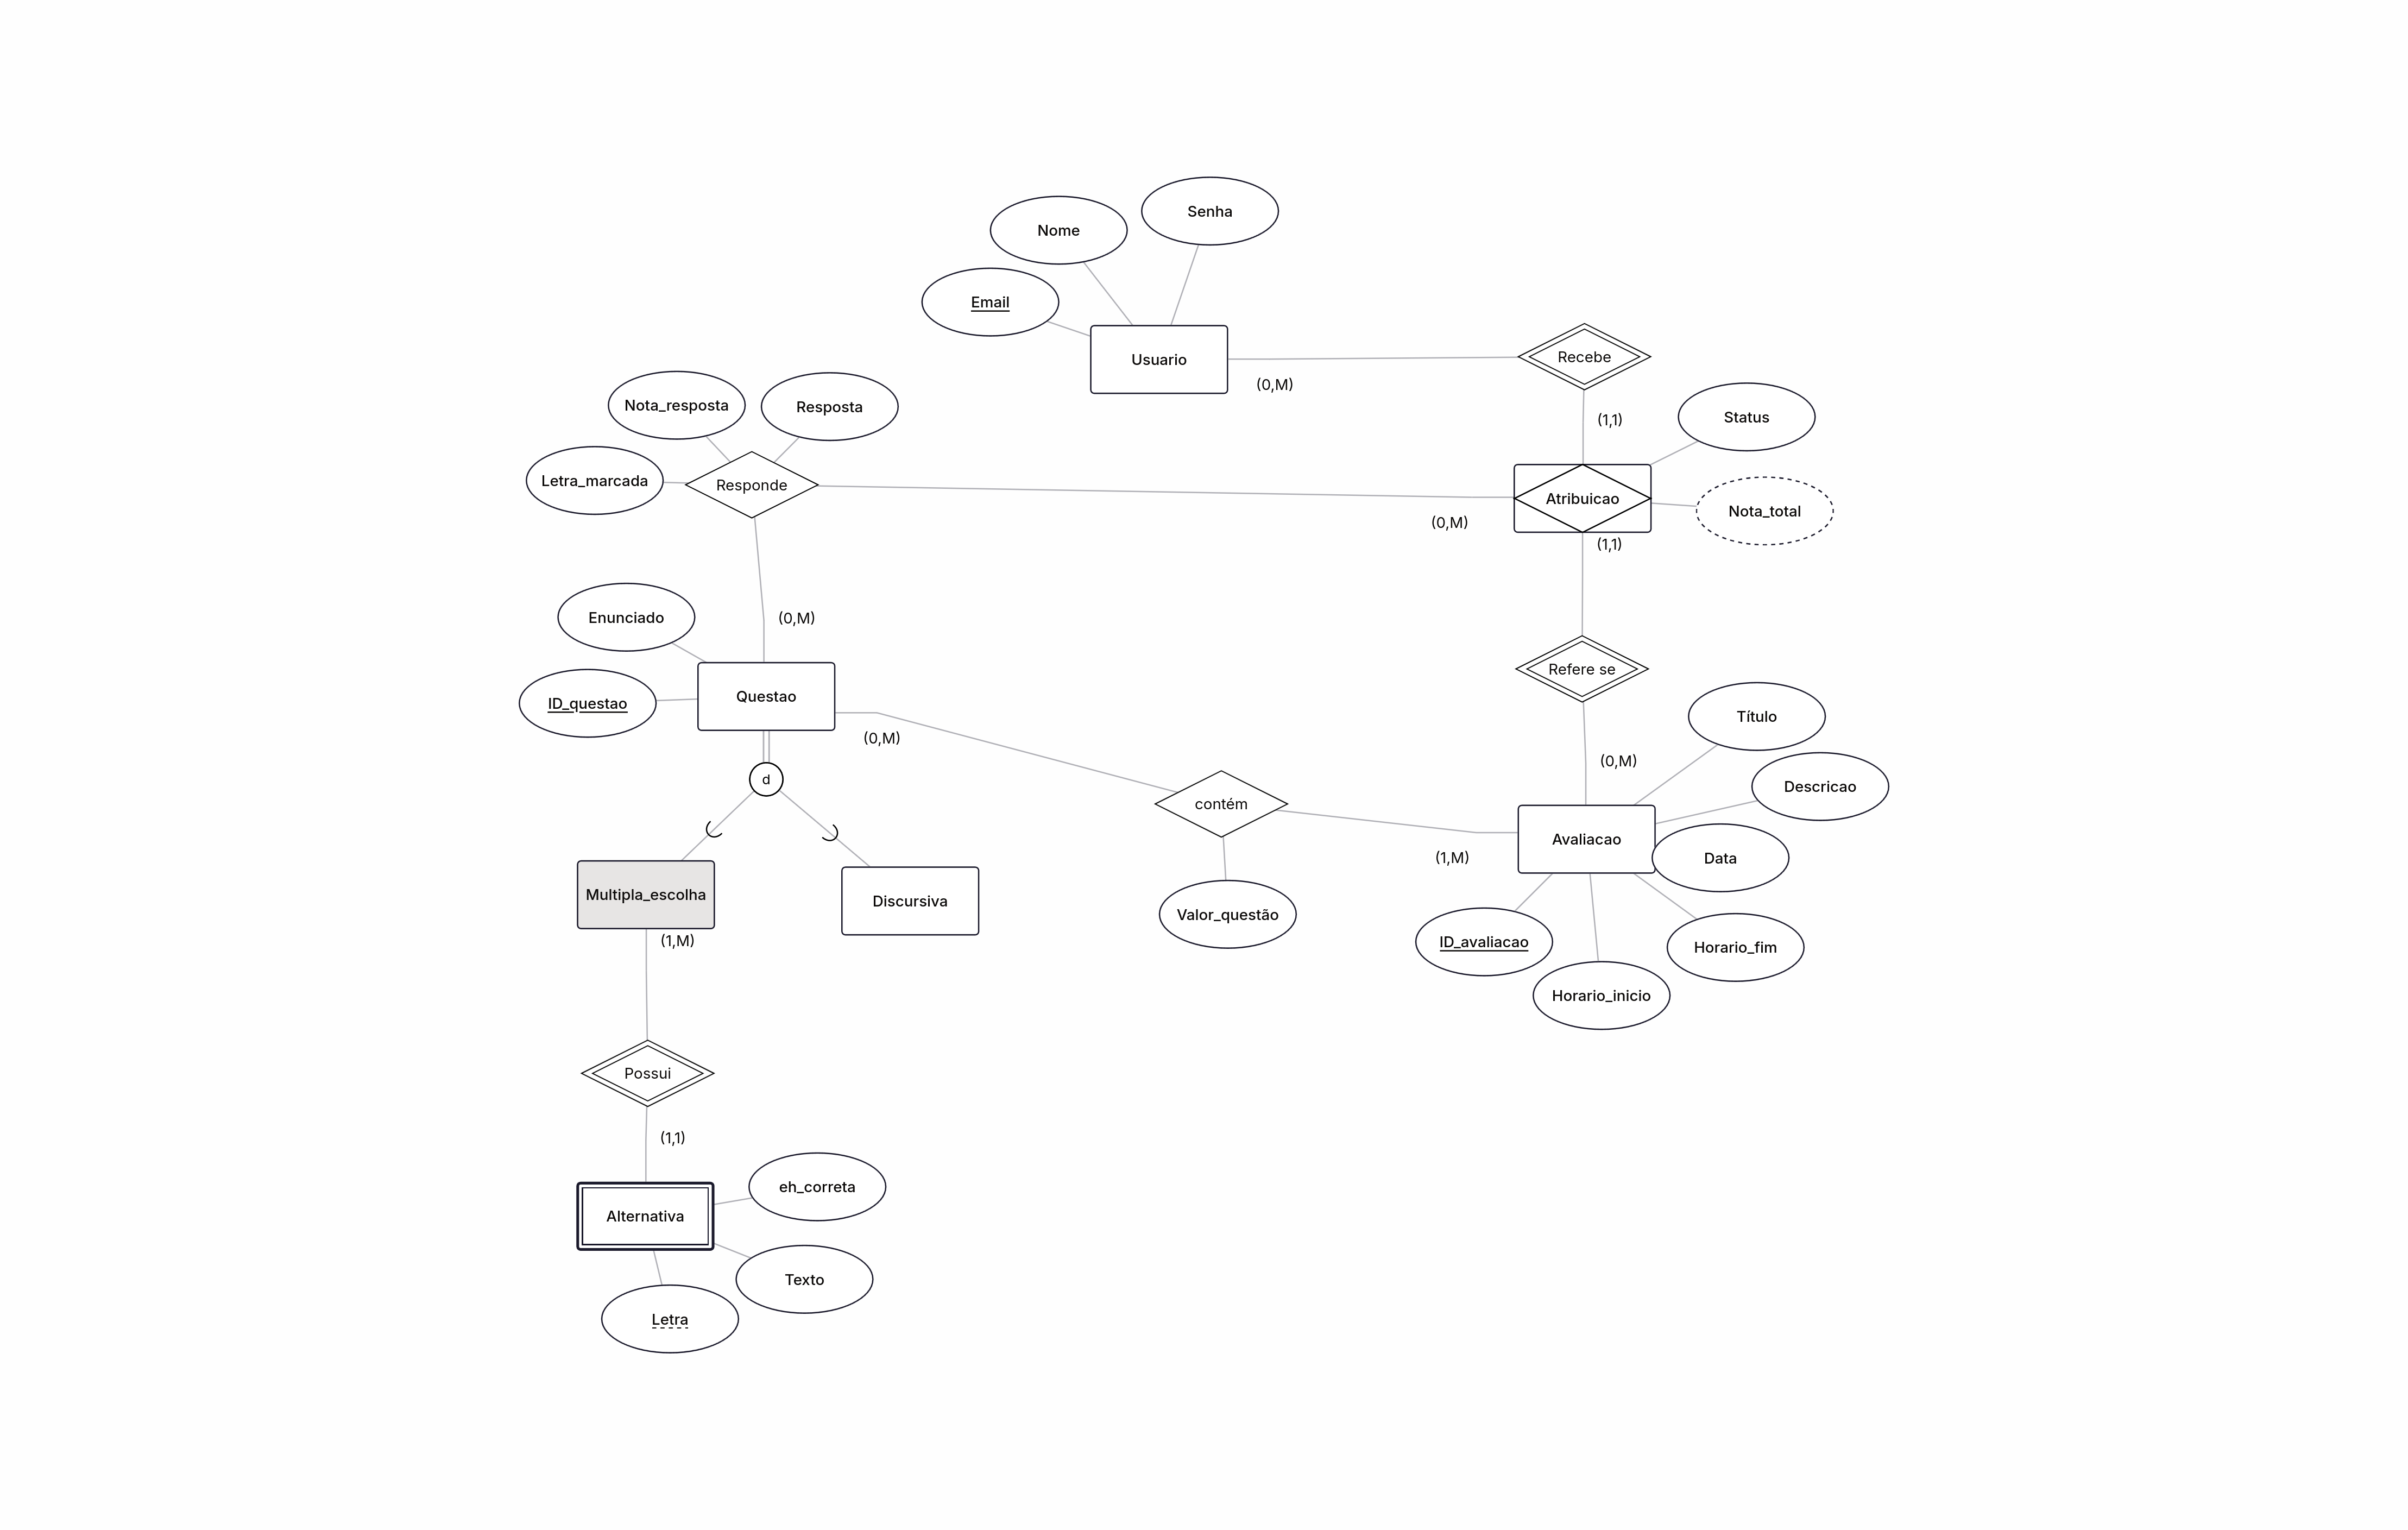 Senha
Nome
Email
Usuario
(0,M)
Recebe
(1,1)
Status
Nota_resposta
Resposta
Letra_marcada
Responde
(0,M)
Atribuicao
Nota_total
(1,1)
Enunciado
(0,M)
ID_questao
Questao
(0,M)
Refere se
Título
(0,M)
Descricao
d
contém
Avaliacao
Data
(1,M)
Multipla_escolha
Discursiva
Valor_questão
(1,M)
ID_avaliacao
Horario_fim
Horario_inicio
Possui
(1,1)
eh_correta
Alternativa
Texto
Letra